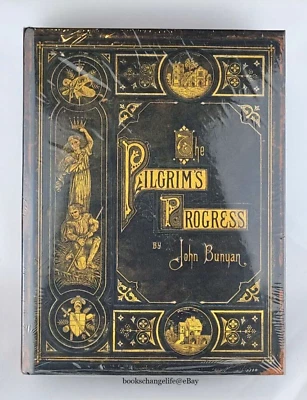 The
PILGRIM'S
PROGRESS
BY
John Bunyan
bookschangelife@eBay